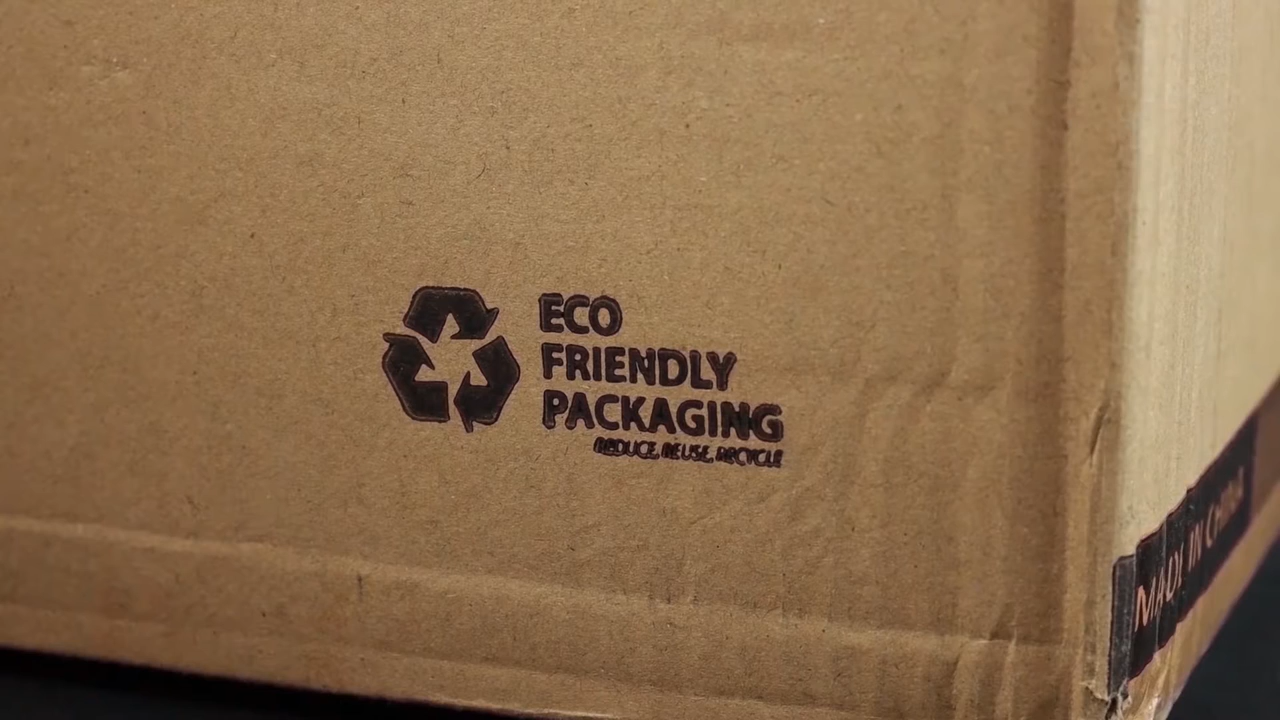 ECO
FRIENDLY
PACKAGING
REDUCE, REUSE, RECYCLE
MADE IN CHINA